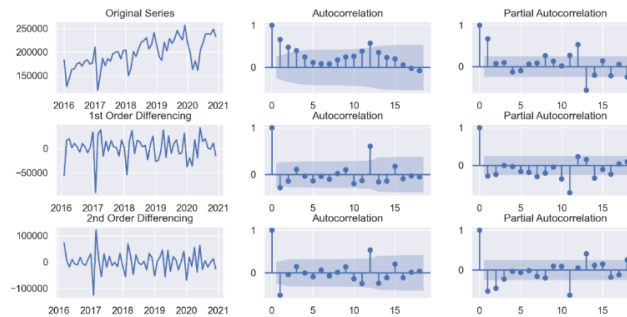 Original Series
Autocorrelation
Partial Autocorrelation
250000
200000
150000
1
0
1
0
2016 2017 2018 2019 2020 2021
0 5 10 15
0 5 10 15
1st Order Differencing
Autocorrelation
Partial Autocorrelation
0
−50000
1
0
1
0
2016 2017 2018 2019 2020 2021
0 5 10 15
0 5 10 15
2nd Order Differencing
Autocorrelation
Partial Autocorrelation
100000
0
−100000
1
0
1
0
2016 2017 2018 2019 2020 2021
0 5 10 15
0 5 10 15